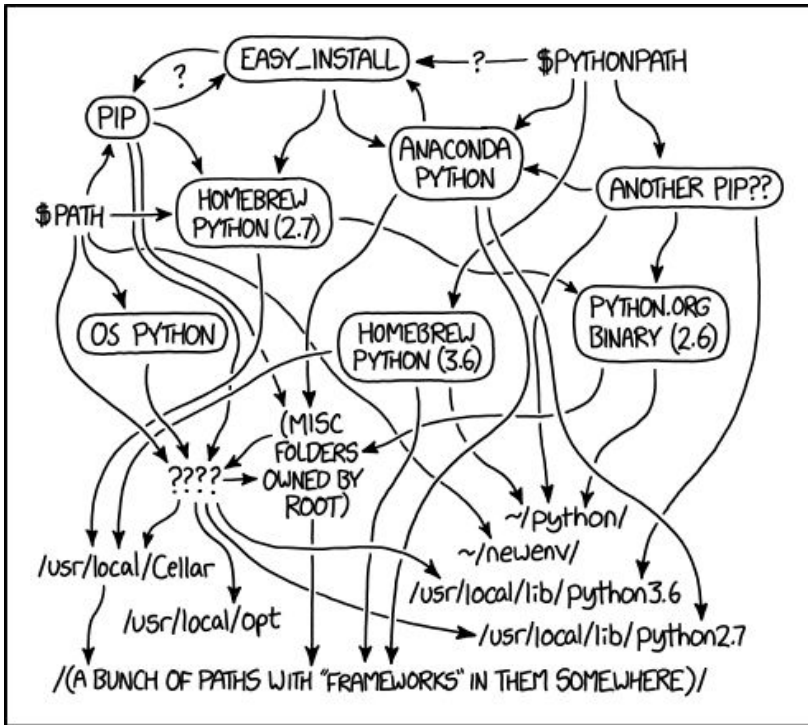 EASY_INSTALL
?
$PYTHONPATH
?
PIP
ANACONDA
PYTHON
ANOTHER PIP??
HOMEBREW
PYTHON (2.7)
$PATH
OS PYTHON
HOMEBREW
PYTHON (3.6)
PYTHON.ORG
BINARY (2.6)
(MISC
FOLDERS
OWNED BY
ROOT)
????
~/python/
~/newenv/
/usr/local/Cellar
/usr/local/lib/python3.6
/usr/local/opt
/usr/local/lib/python2.7
/(A BUNCH OF PATHS WITH "FRAMEWORKS" IN THEM SOMEWHERE)/